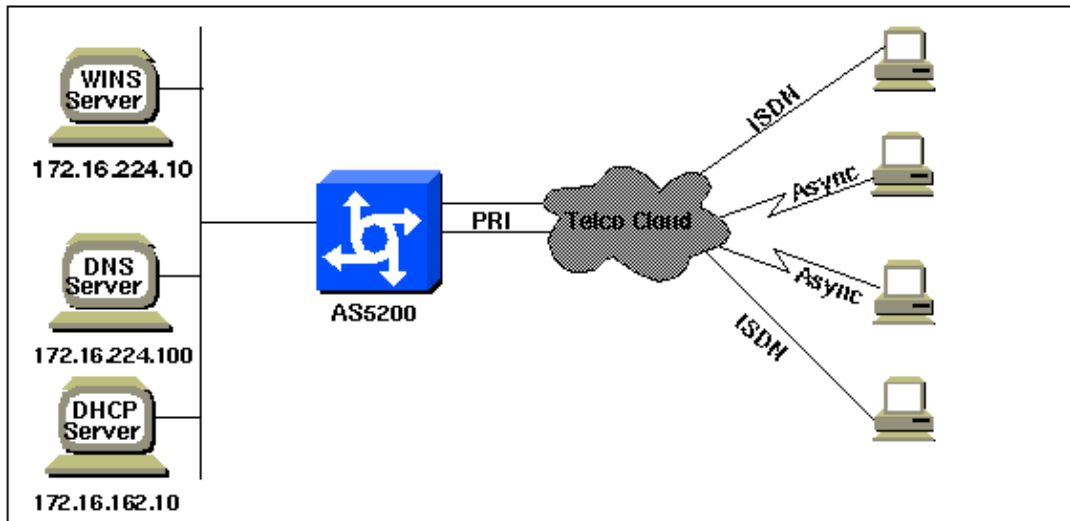 WINS
Server
172.16.224.10
DNS
Server
172.16.224.100
DHCP
Server
172.16.162.10
AS5200
PRI
Telco Cloud
ISDN
Async
Async
ISDN